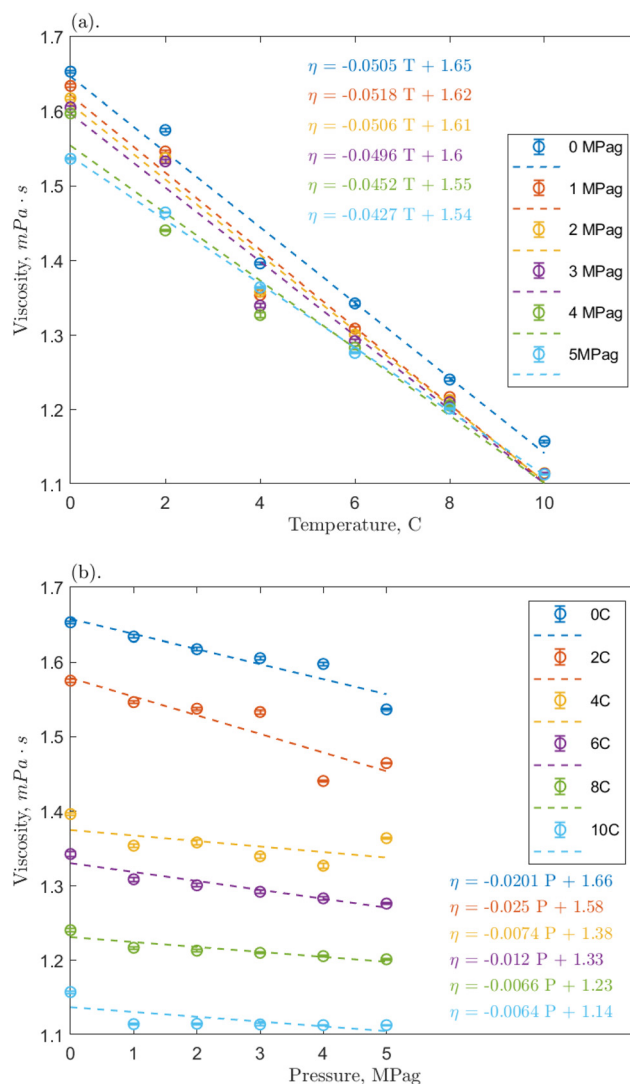 (a).
1.7
1.6
1.5
1.4
1.3
1.2
1.1
Viscosity, mPa · s
η = -0.0505 T + 1.65
η = -0.0518 T + 1.62
η = -0.0506 T + 1.61
η = -0.0496 T + 1.6
η = -0.0452 T + 1.55
η = -0.0427 T + 1.54
0 MPag
1 MPag
2 MPag
3 MPag
4 MPag
5MPag
0 2 4 6 8 10
Temperature, C
(b).
1.7
1.6
1.5
1.4
1.3
1.2
1.1
Viscosity, mPa · s
0C
2C
4C
6C
8C
10C
η = -0.0201 P + 1.66
η = -0.025 P + 1.58
η = -0.0074 P + 1.38
η = -0.012 P + 1.33
η = -0.0066 P + 1.23
η = -0.0064 P + 1.14
0 1 2 3 4 5
Pressure, MPag